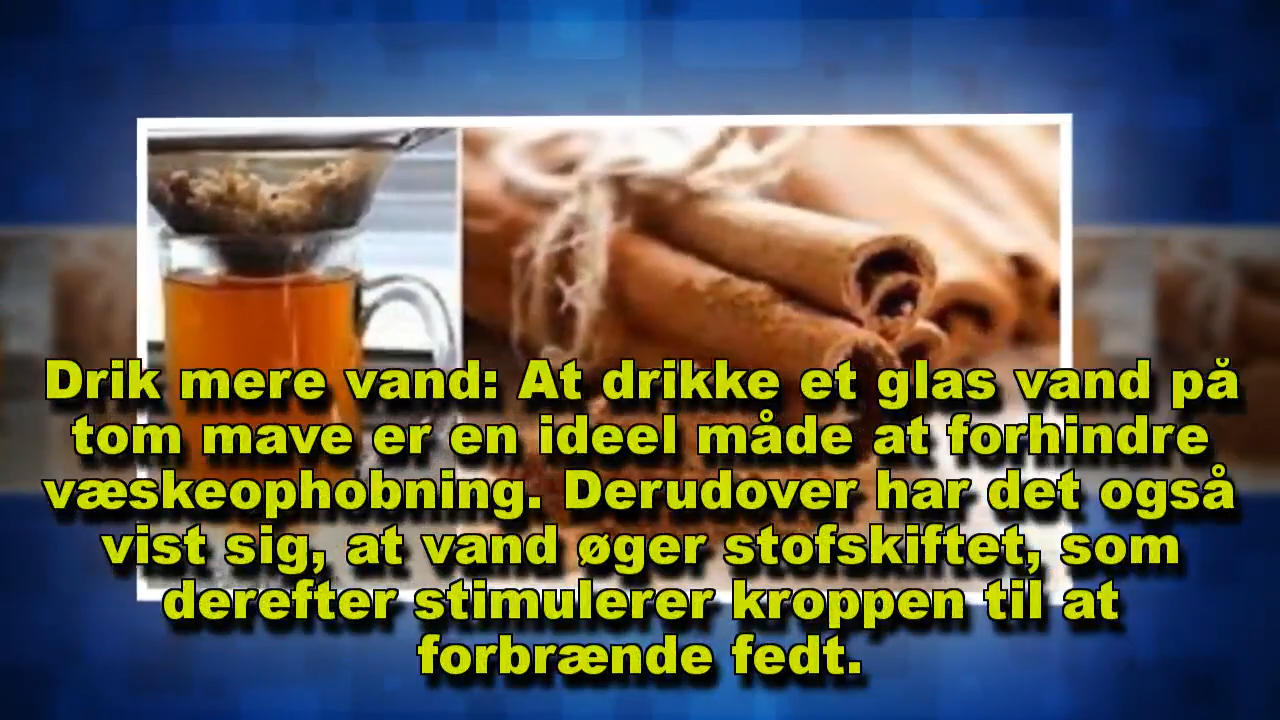 Drik mere vand: At drikke et glas vand på
tom mave er en ideel måde at forhindre
væskeophobning. Derudover har det også
vist sig, at vand øger stofskiftet, som
derefter stimulerer kroppen til at
forbrænde fedt.